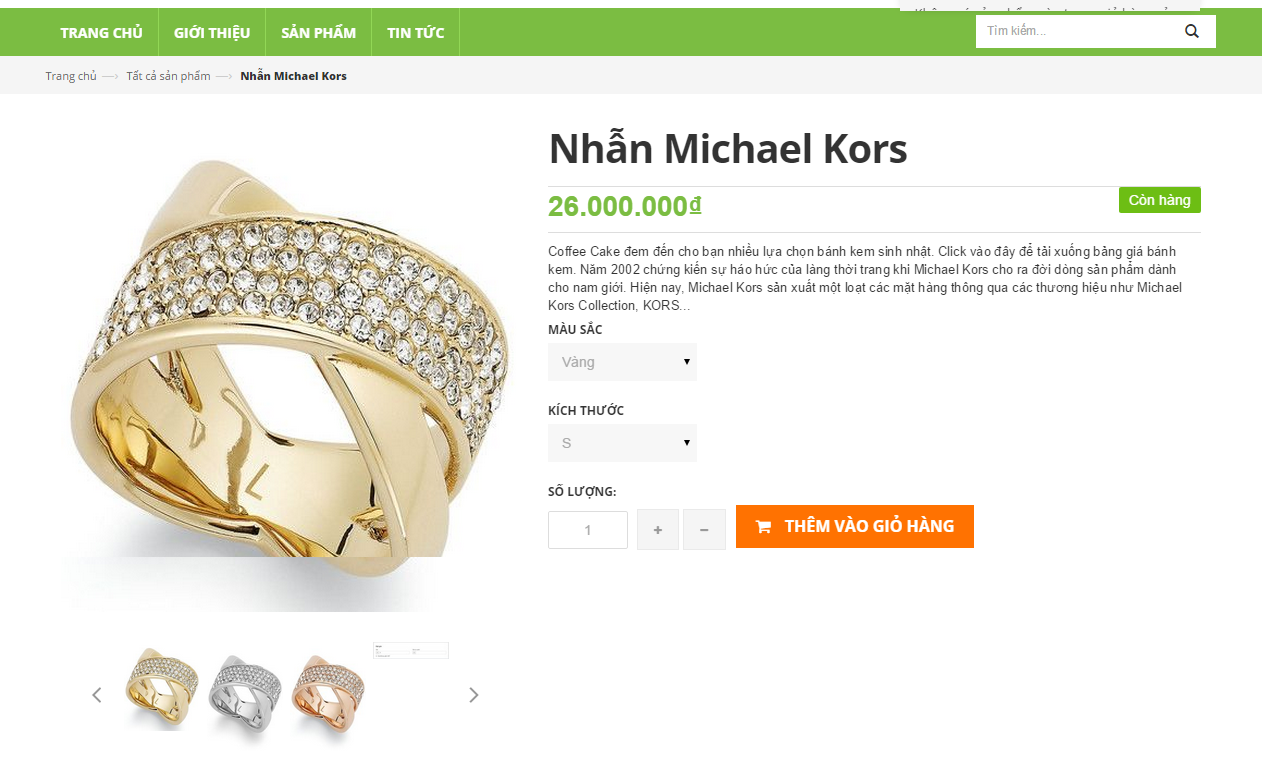 TRANG CHỦ
GIỚI THIỆU
SẢN PHẨM
TIN TỨC
Tìm kiếm...
Trang chủ
Tất cả sản phẩm
Nhẫn Michael Kors
Nhẫn Michael Kors
26.000.000₫
Còn hàng
Coffee Cake đem đến cho bạn nhiều lựa chọn bánh kem sinh nhật. Click vào đây để tải xuống bảng giá bánh
kem. Năm 2002 chứng kiến sự háo hức của làng thời trang khi Michael Kors cho ra đời dòng sản phẩm dành
cho nam giới. Hiện nay, Michael Kors sản xuất một loạt các mặt hàng thông qua các thương hiệu như Michael
Kors Collection, KORS...
MÀU SẮC
Vàng
KÍCH THƯỚC
S
SỐ LƯỢNG:
1
+
−
THÊM VÀO GIỎ HÀNG